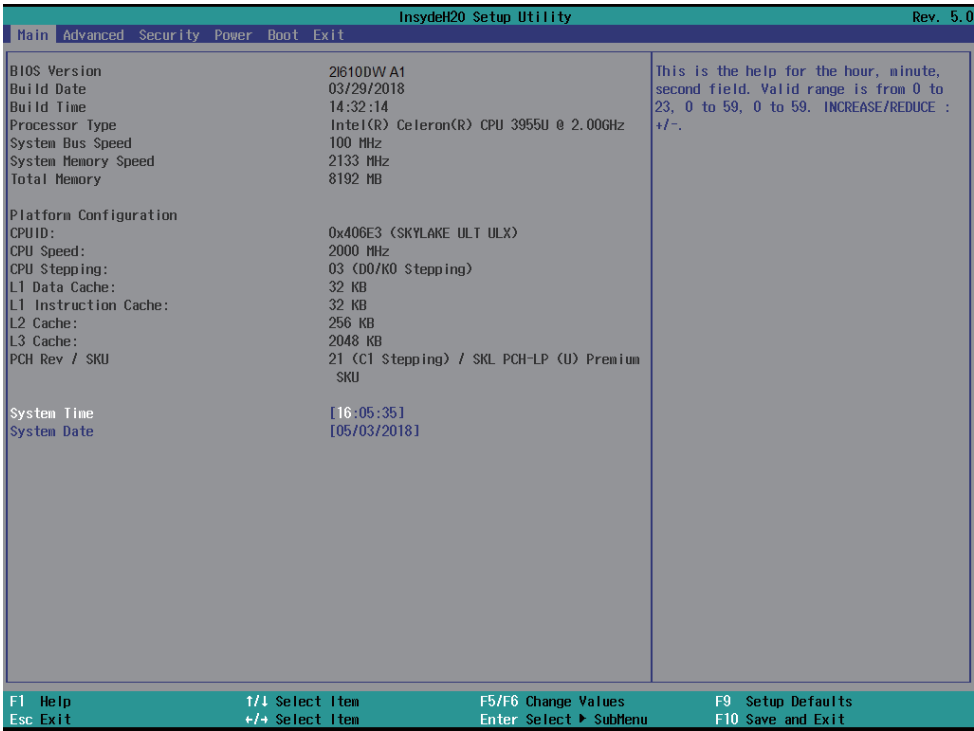 InsydeH20 Setup Utility Rev. 5.0
Main Advanced Security Power Boot Exit
BIOS Version 2I610DW A1
Build Date 03/29/2018
Build Time 14:32:14
Processor Type Intel(R) Celeron(R) CPU 3955U @ 2.00GHz
System Bus Speed 100 MHz
System Memory Speed 2133 MHz
Total Memory 8192 MB
Platform Configuration
CPUID: 0x406E3 (SKYLAKE ULT ULX)
CPU Speed: 2000 MHz
CPU Stepping: 03 (D0/K0 Stepping)
L1 Data Cache: 32 KB
L1 Instruction Cache: 32 KB
L2 Cache: 256 KB
L3 Cache: 2048 KB
PCH Rev / SKU 21 (C1 Stepping) / SKL PCH-LP (U) Premium
SKU
System Time [16:05:35]
System Date [05/03/2018]
This is the help for the hour, minute,
second field. Valid range is from 0 to
23, 0 to 59, 0 to 59. INCREASE/REDUCE :
+/-.
F1 Help ↑/↓ Select Item F5/F6 Change Values F9 Setup Defaults
Esc Exit ←/→ Select Item Enter Select ▶ SubMenu F10 Save and Exit